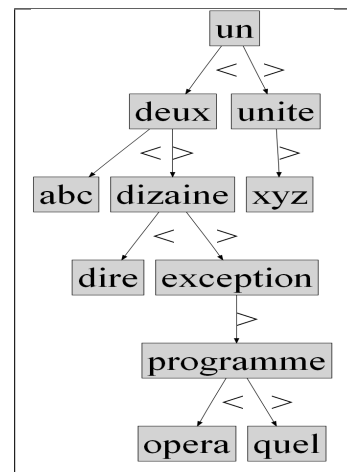 un
< >
deux unite
< > >
abc dizaine xyz
< >
dire exception
>
programme
< >
opera quel